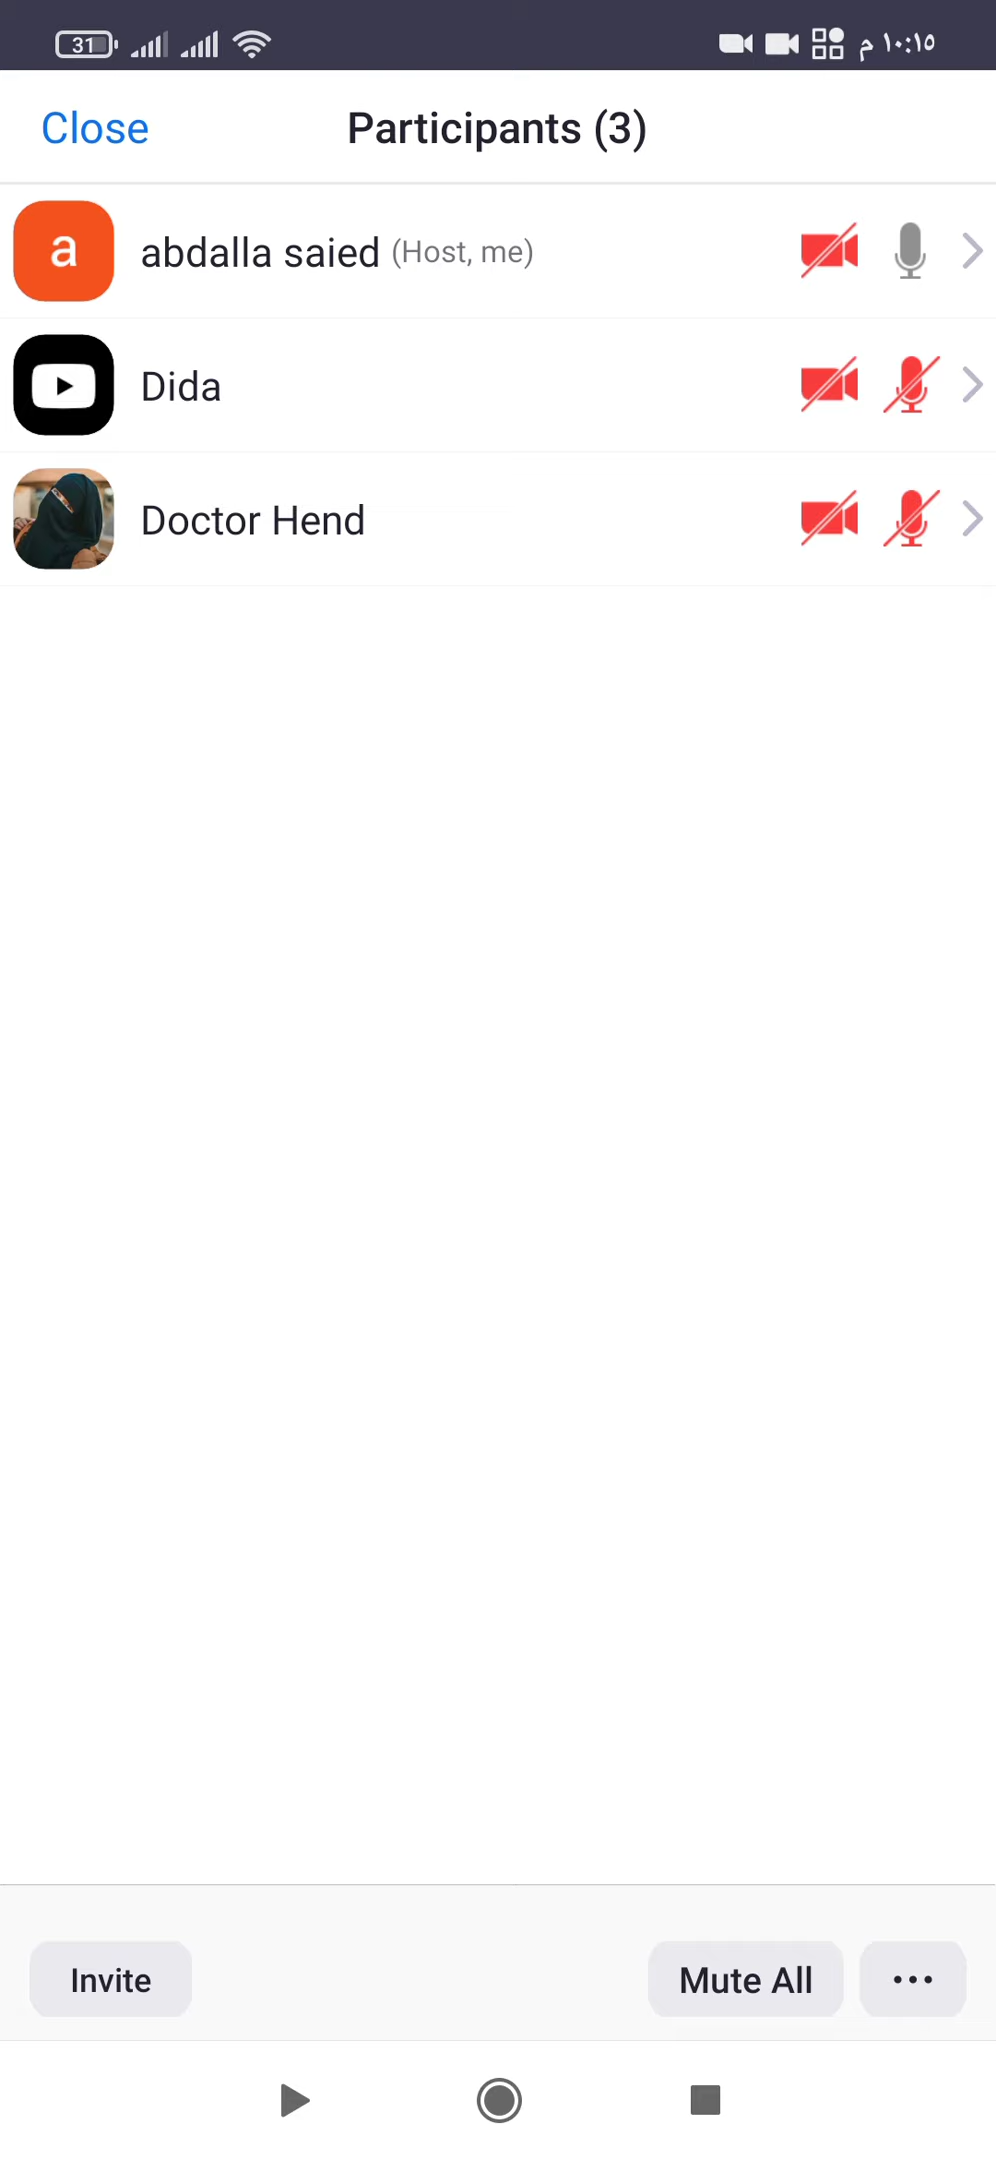 31 م ١٠:١٥
Close Participants (3)
a abdalla saied (Host, me)
Dida
Doctor Hend
Invite Mute All ...